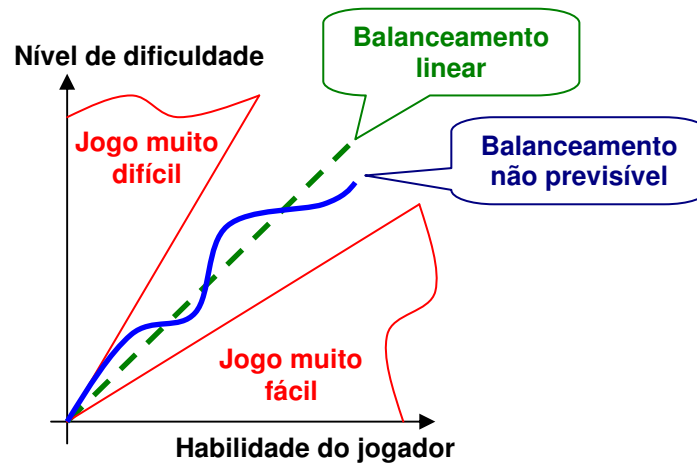 Nível de dificuldade
Balanceamento
linear
Jogo muito
difícil
Balanceamento
não previsível
Jogo muito
fácil
Habilidade do jogador